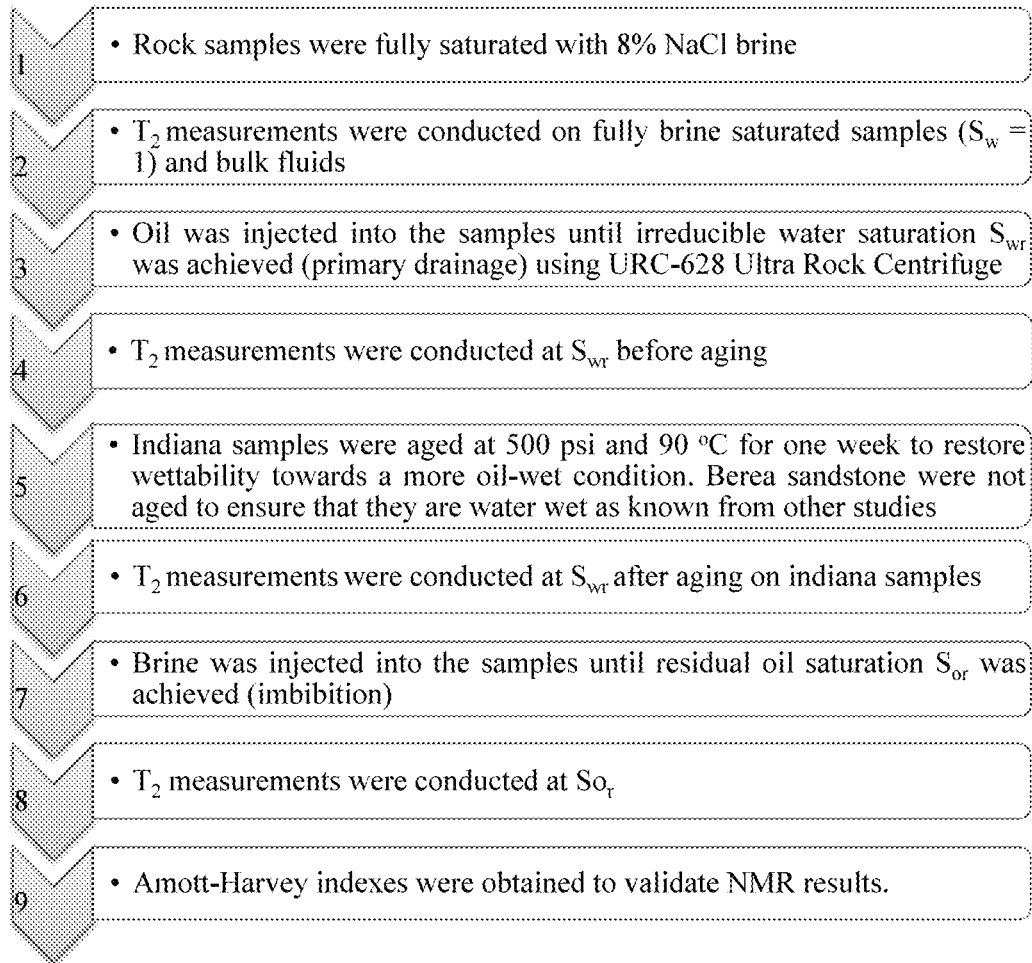 1
• Rock samples were fully saturated with 8% NaCl brine
2
• T₂ measurements were conducted on fully brine saturated samples (S_w =
1) and bulk fluids
3
• Oil was injected into the samples until irreducible water saturation S_wr
was achieved (primary drainage) using URC-628 Ultra Rock Centrifuge
4
• T₂ measurements were conducted at S_wr before aging
5
• Indiana samples were aged at 500 psi and 90 °C for one week to restore
wettability towards a more oil-wet condition. Berea sandstone were not
aged to ensure that they are water wet as known from other studies
6
• T₂ measurements were conducted at S_wr after aging on indiana samples
7
• Brine was injected into the samples until residual oil saturation S_or was
achieved (imbibition)
8
• T₂ measurements were conducted at So_r
9
• Amott-Harvey indexes were obtained to validate NMR results.